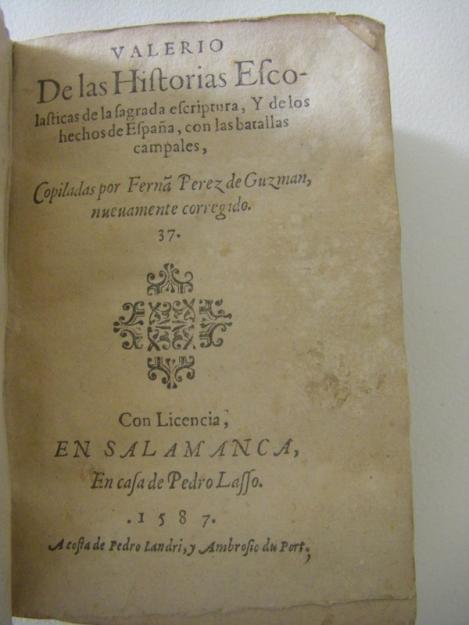 VALERIO
De las Hiſtorias Eſco-
laſticas de la ſagrada eſcriptura, Y de los
hechos de Eſpaña, con las batallas
campales,
Copiladas por Fernã Perez de Guzman,
nueuamente corregido.
37.
Con Licencia,
EN SALAMANCA,
En caſa de Pedro Laſſo.
.1587.
A coſta de Pedro Landri, y Ambroſio du Port,